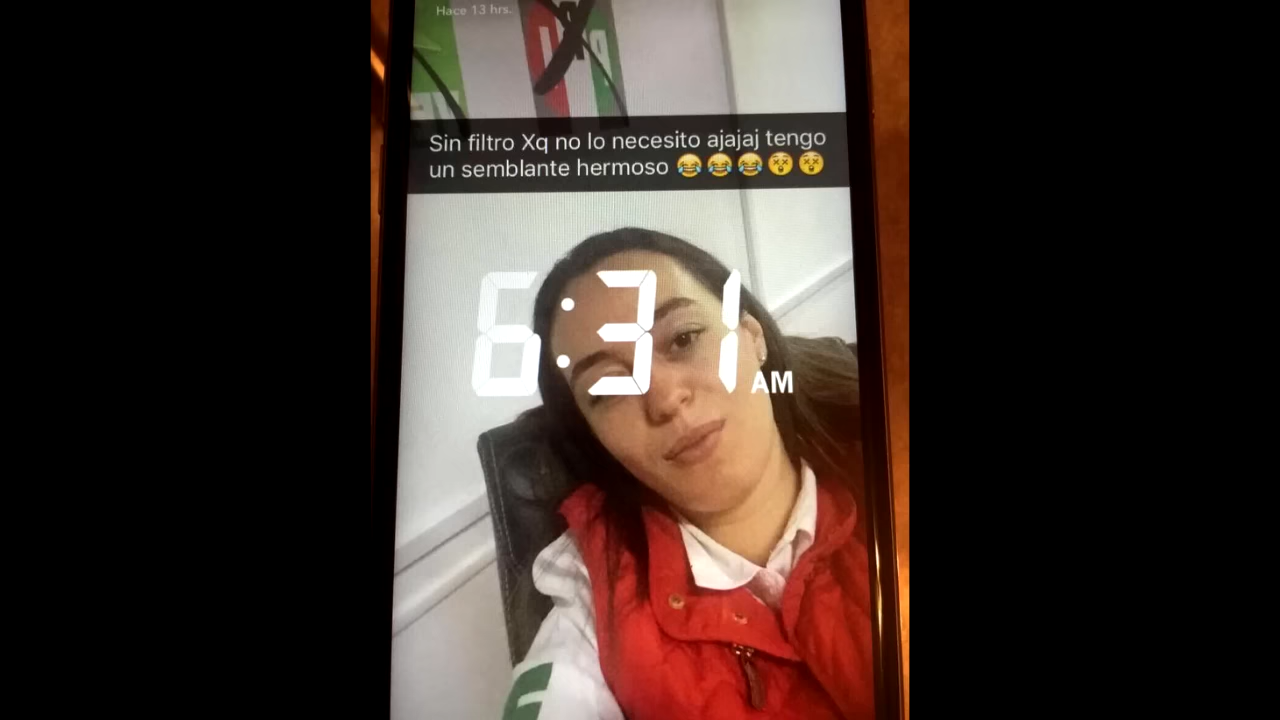 Hace 13 hrs.
Sin filtro Xq no lo necesito ajajaj tengo
un semblante hermoso 😂😂😂😵😵
6:31 AM